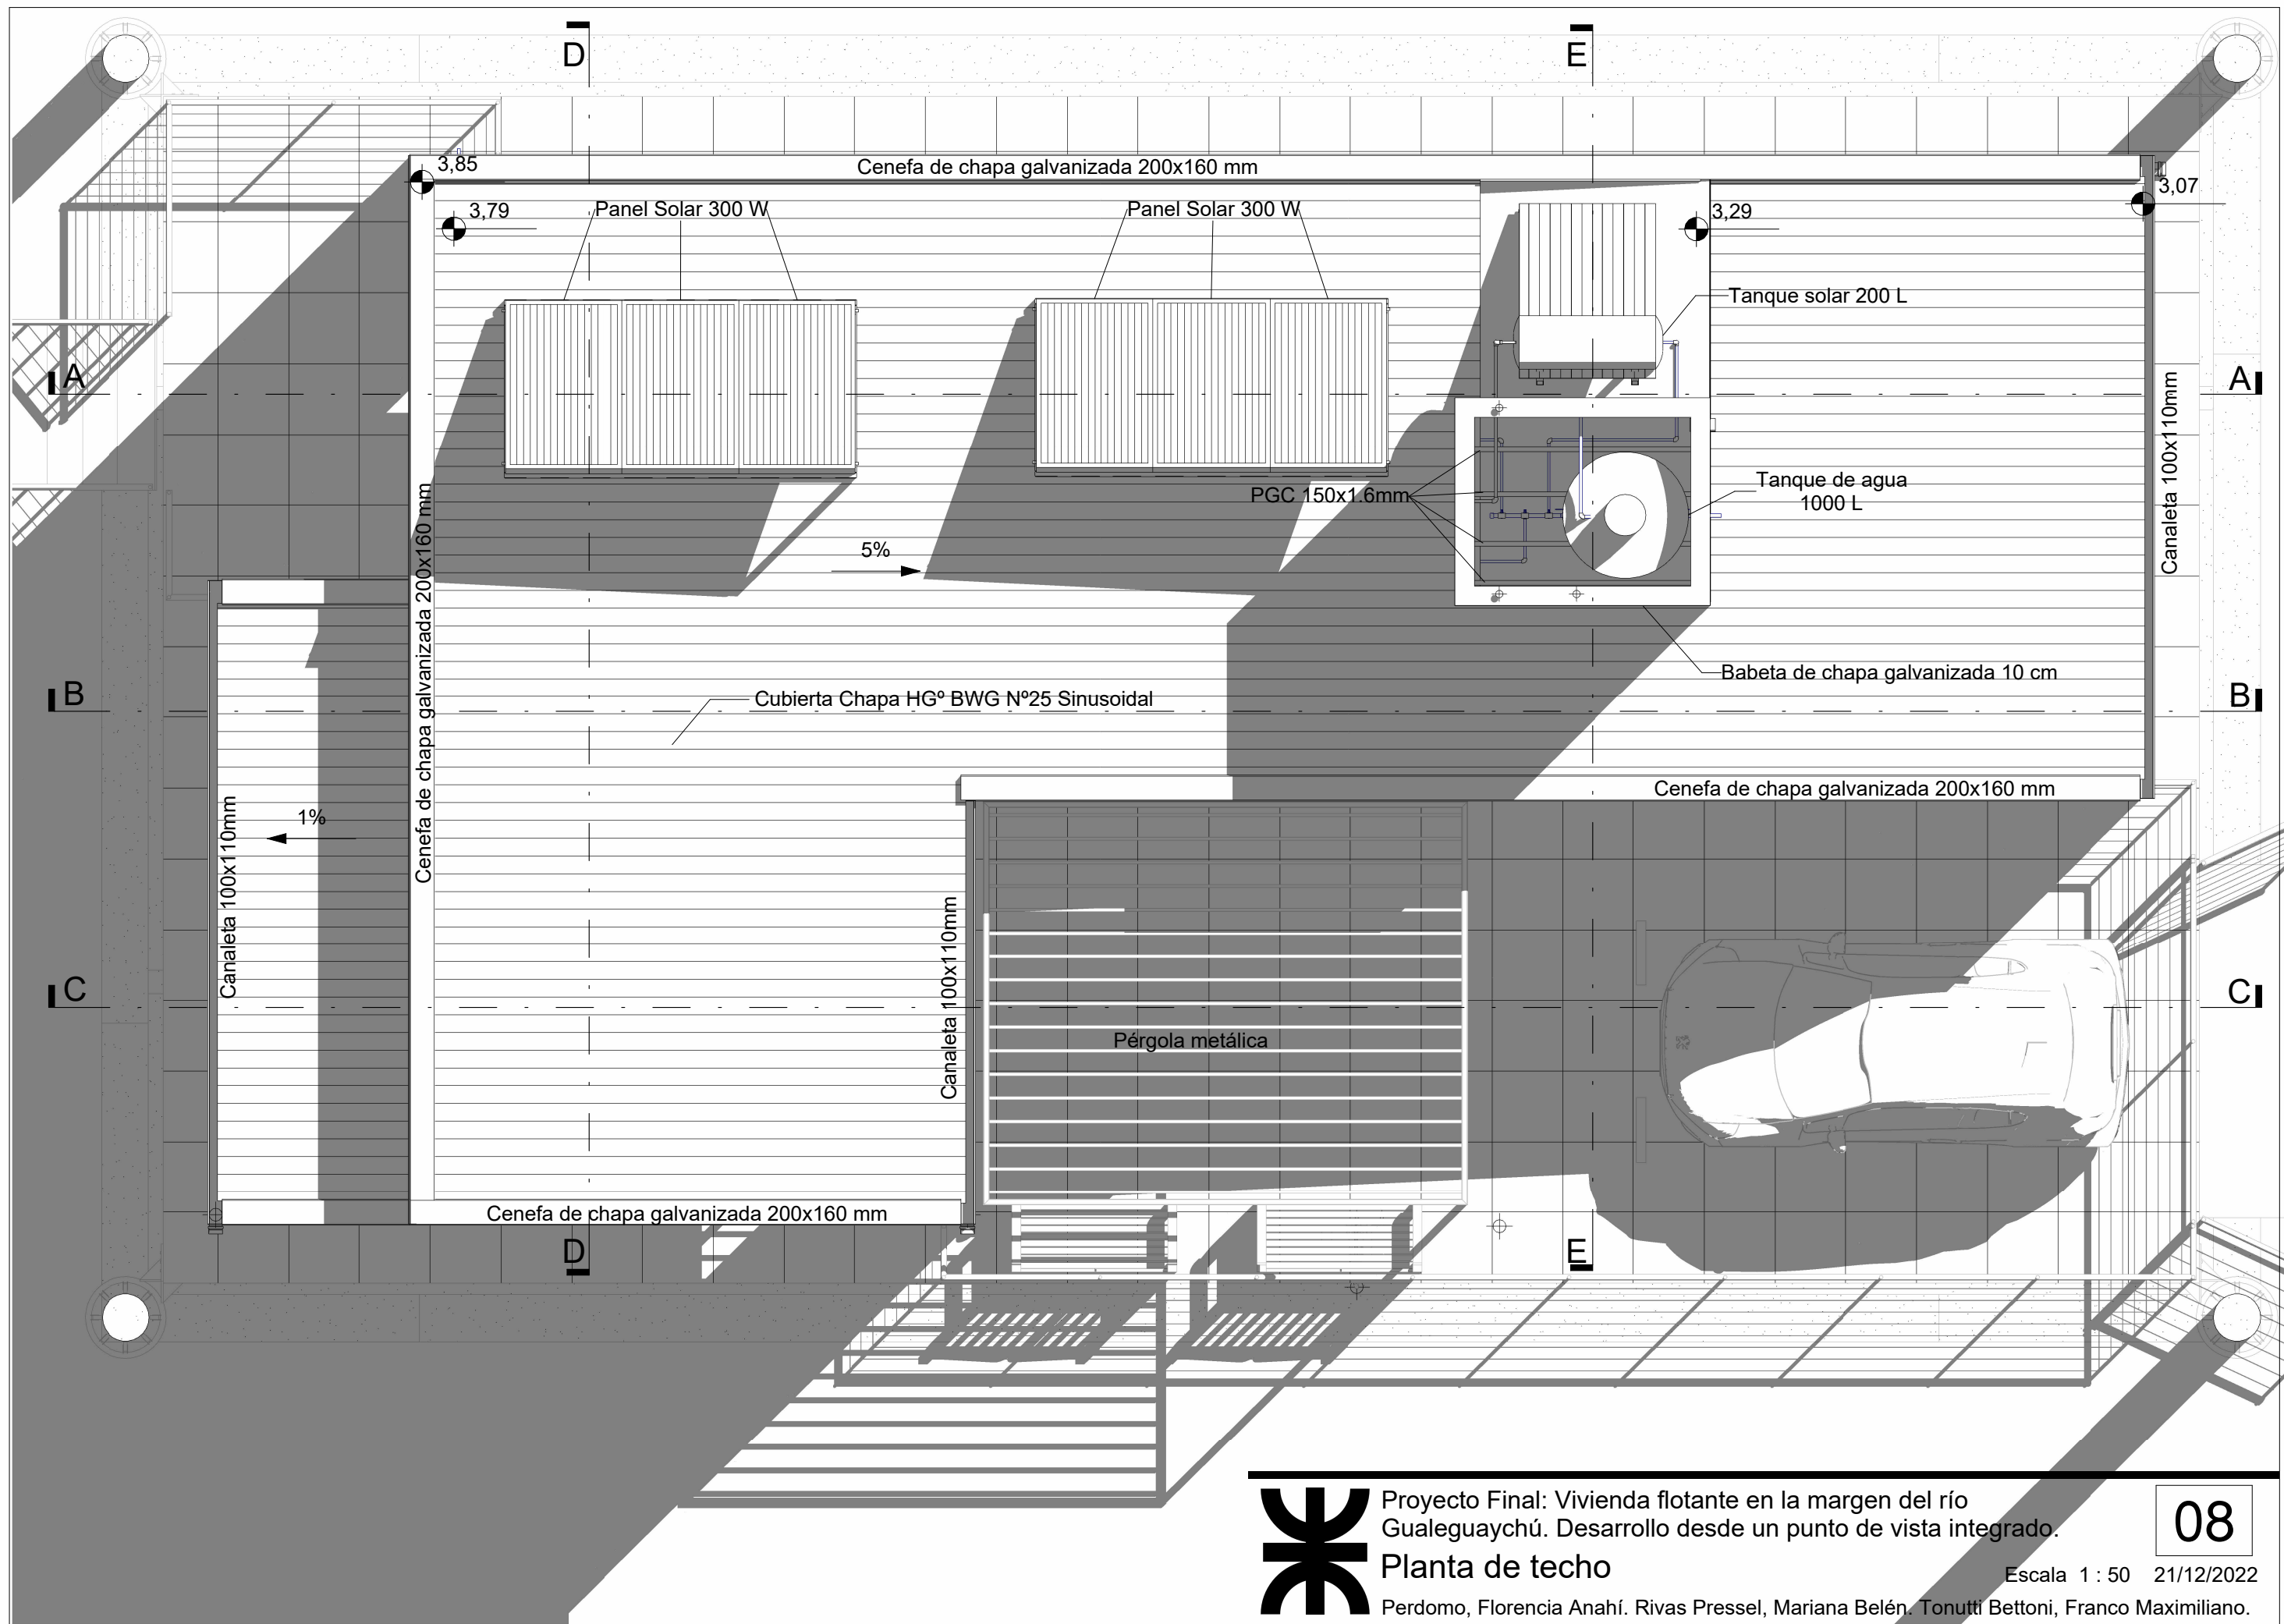 D
E
Cenefa de chapa galvanizada 200x160 mm
3,85
3,07
3,79
Panel Solar 300 W
Panel Solar 300 W
3,29
Tanque solar 200 L
A
A
Canaleta 100x110mm
PGC 150x1.6mm
Tanque de agua
1000 L
5%
Cenefa de chapa galvanizada 200x160 mm
Babeta de chapa galvanizada 10 cm
B
Cubierta Chapa HGº BWG Nº25 Sinusoidal
B
Cenefa de chapa galvanizada 200x160 mm
1%
Canaleta 100x110mm
Canaleta 100x110mm
C
C
Pérgola metálica
Cenefa de chapa galvanizada 200x160 mm
D
E
Proyecto Final: Vivienda flotante en la margen del río
Gualeguaychú. Desarrollo desde un punto de vista integrado.
08
Planta de techo
Escala 1 : 50 21/12/2022
Perdomo, Florencia Anahí. Rivas Pressel, Mariana Belén. Tonutti Bettoni, Franco Maximiliano.